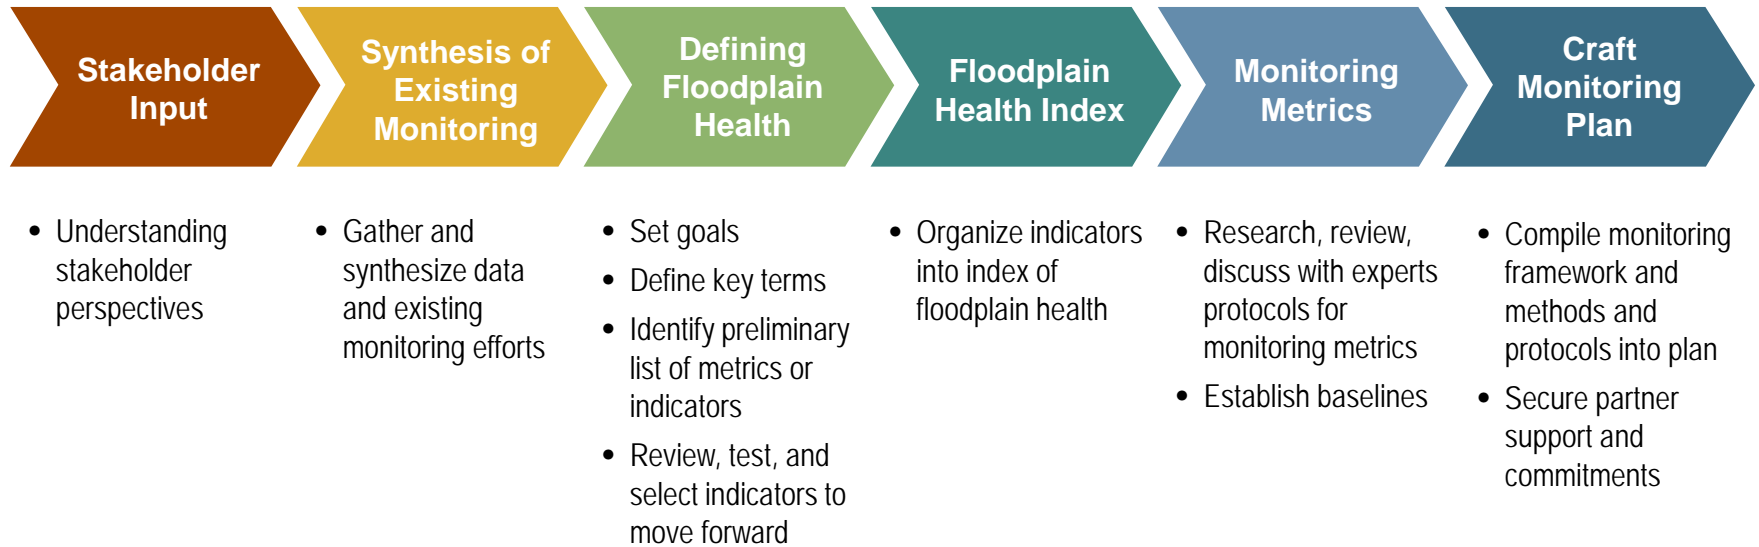 Stakeholder
Input
Synthesis of
Existing
Monitoring
Defining
Floodplain
Health
Floodplain
Health Index
Monitoring
Metrics
Craft
Monitoring
Plan
• Understanding
stakeholder
perspectives
• Gather and
synthesize data
and existing
monitoring efforts
• Set goals
• Define key terms
• Identify preliminary
list of metrics or
indicators
• Review, test, and
select indicators to
move forward
• Organize indicators
into index of
floodplain health
• Research, review,
discuss with experts
protocols for
monitoring metrics
• Establish baselines
• Compile monitoring
framework and
methods and
protocols into plan
• Secure partner
support and
commitments